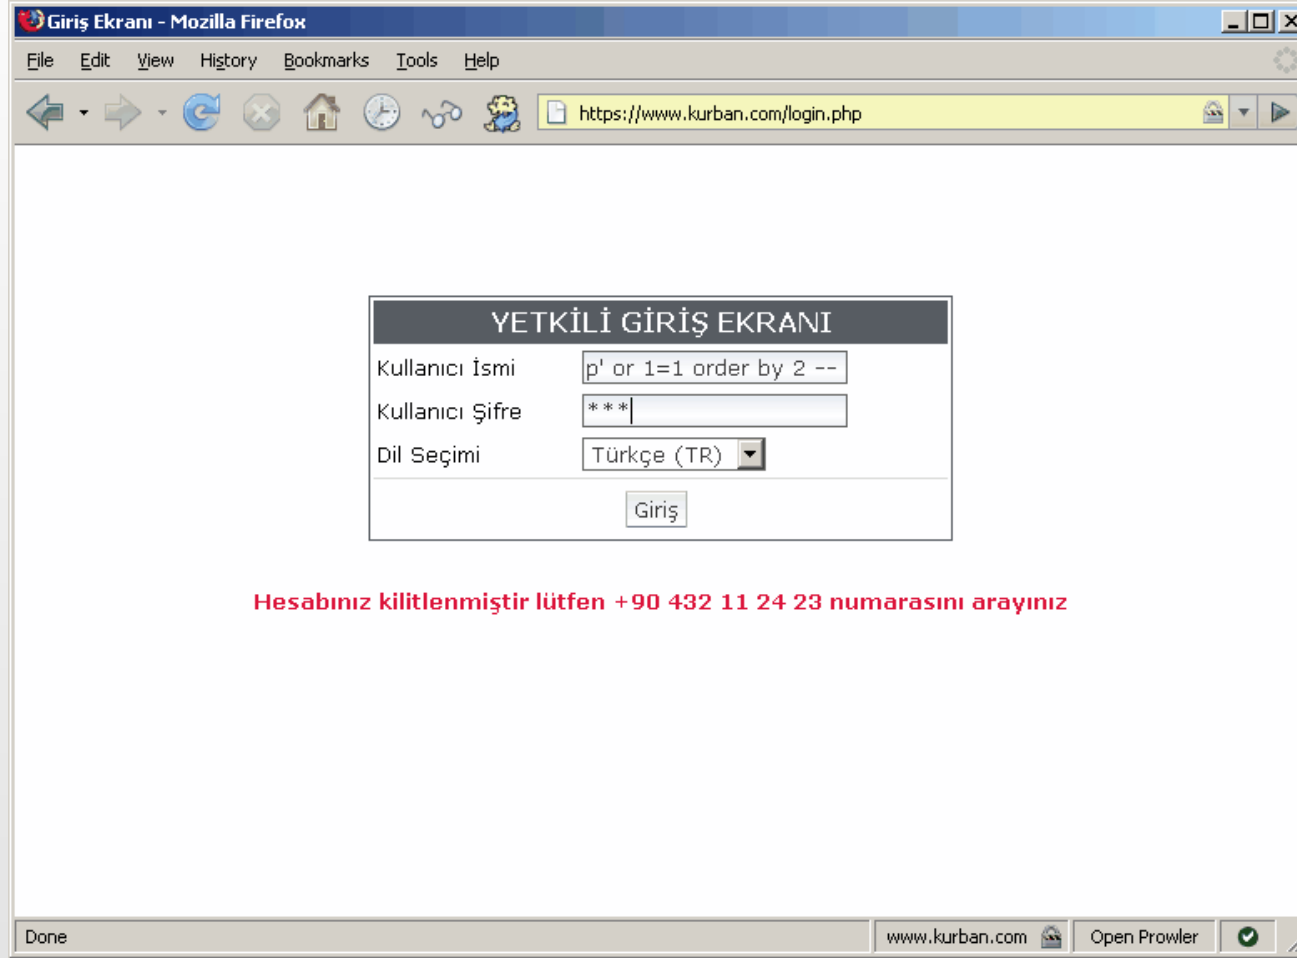 Giriş Ekranı - Mozilla Firefox
File Edit View History Bookmarks Tools Help
https://www.kurban.com/login.php
YETKİLİ GİRİŞ EKRANI
Kullanıcı İsmi p' or 1=1 order by 2 --
Kullanıcı Şifre ***
Dil Seçimi Türkçe (TR)
Giriş
Hesabınız kilitlenmiştir lütfen +90 432 11 24 23 numarasını arayınız
Done www.kurban.com Open Prowler